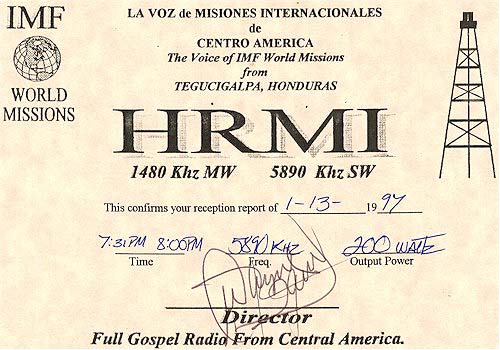 IMF
WORLD
MISSIONS
LA VOZ de MISIONES INTERNACIONALES
de
CENTRO AMERICA
The Voice of IMF World Missions
from
TEGUCIGALPA, HONDURAS
HRMI
1480 Khz MW 5890 Khz SW
This confirms your reception report of 1-13- 1997
7:31PM 8:00PM 5890 KHz 200 WATTS
Time Freq. Output Power
Director
Full Gospel Radio From Central America.